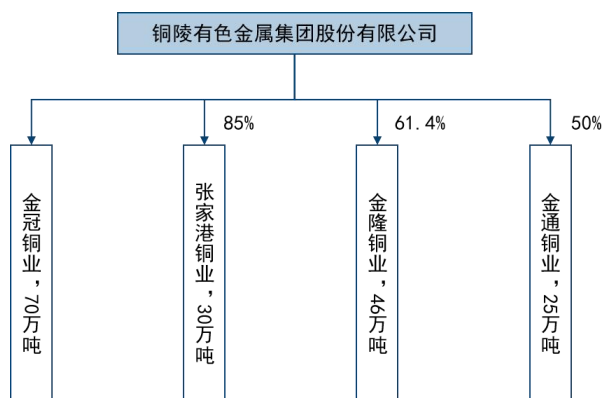 铜陵有色金属集团股份有限公司
85%
61.4%
50%
金冠铜业，70万吨
张家港铜业，30万吨
金隆铜业，46万吨
金通铜业，25万吨